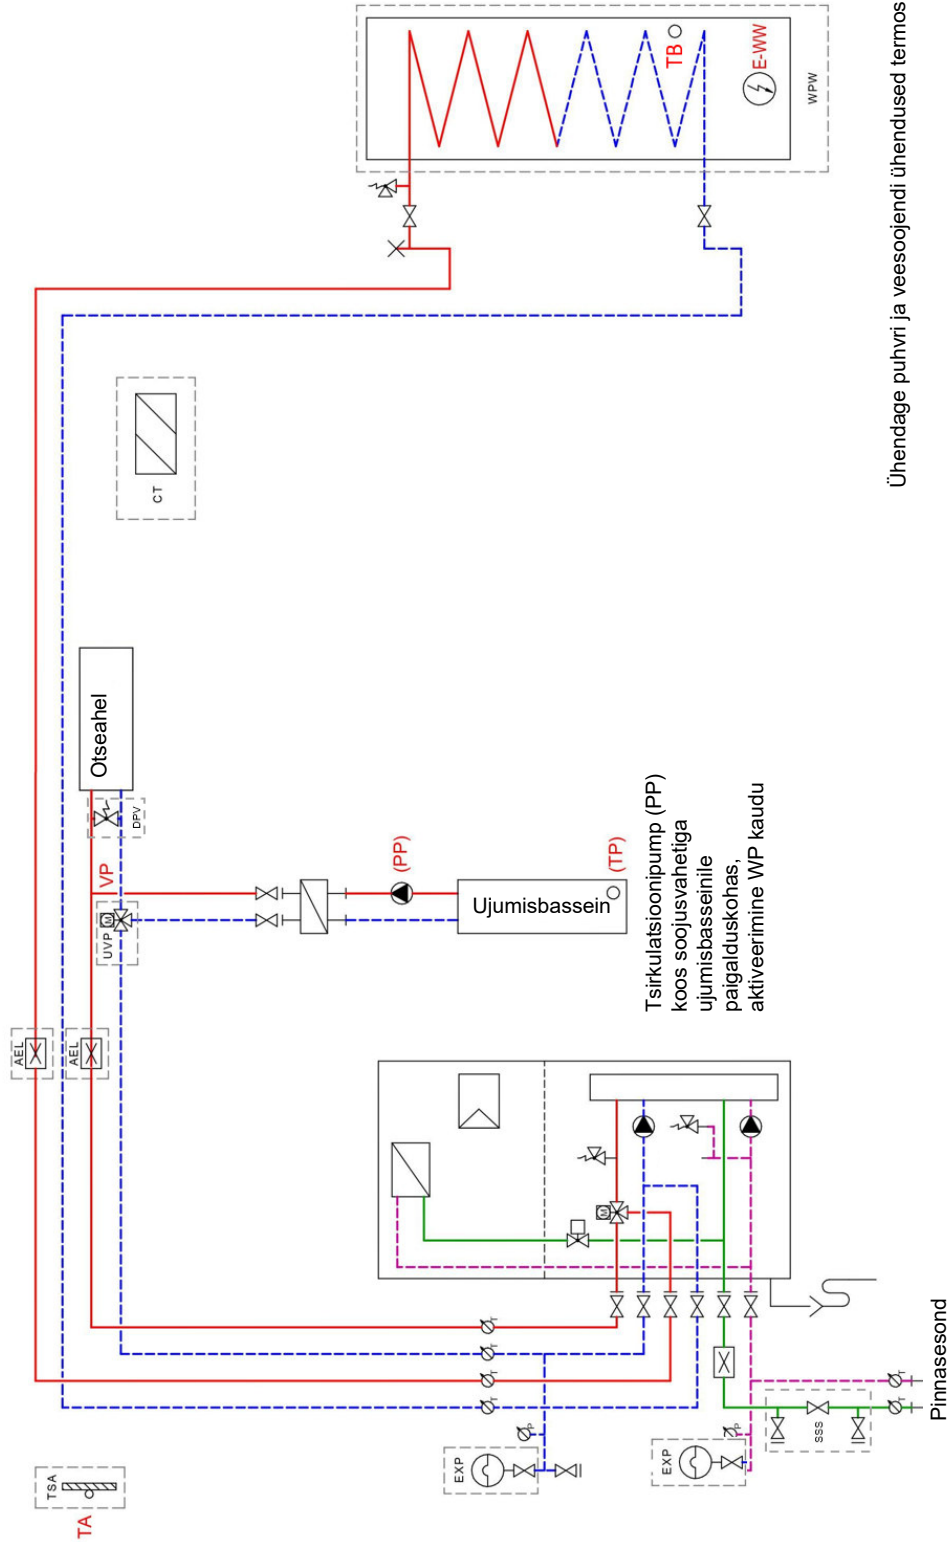 TB
E-WW
WPW
Ühendage puhvri ja veesoojendi ühendused termos
CT
Otseahel
DPV
VP
UVP
M
(PP)
Ujumisbassein
(TP)
Tsirkulatsioonipump (PP)
koos soojusvahetiga
ujumisbasseinile
paigalduskohas,
aktiveerimine WP kaudu
AEL
AEL
M
T
T
T
T
P
EXP
P
EXP
SSS
T
T
Pinnasesond
TSA
TA